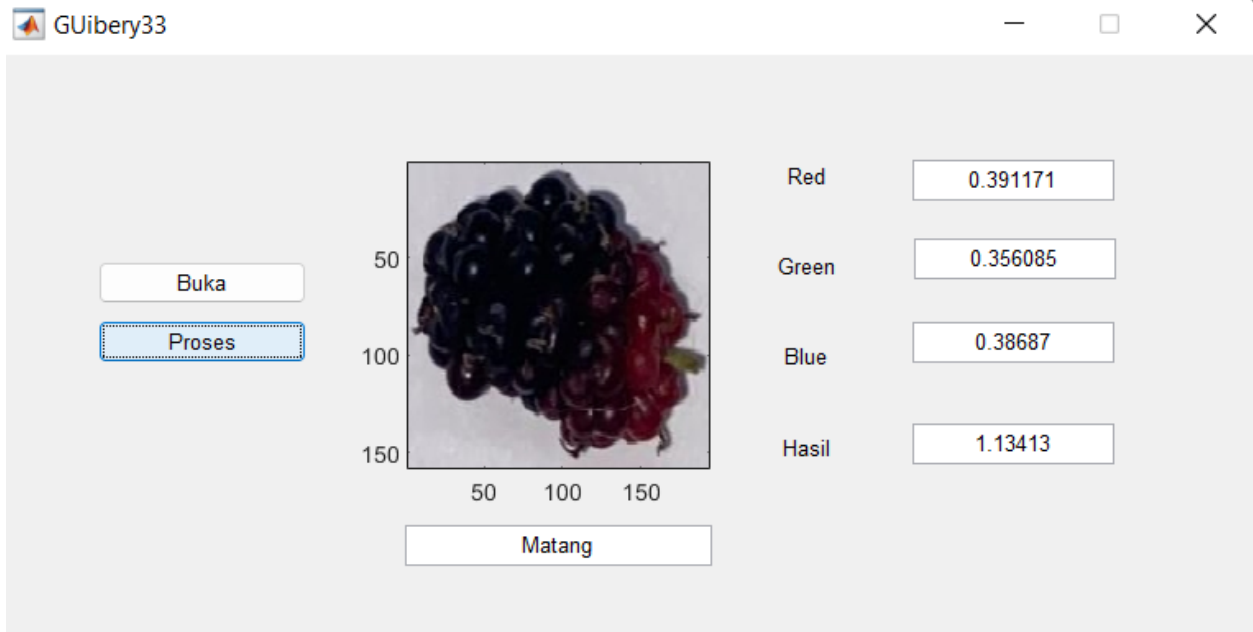 GUibery33
Buka
Proses
50
100
150
50 100 150
Matang
Red 0.391171
Green 0.356085
Blue 0.38687
Hasil 1.13413